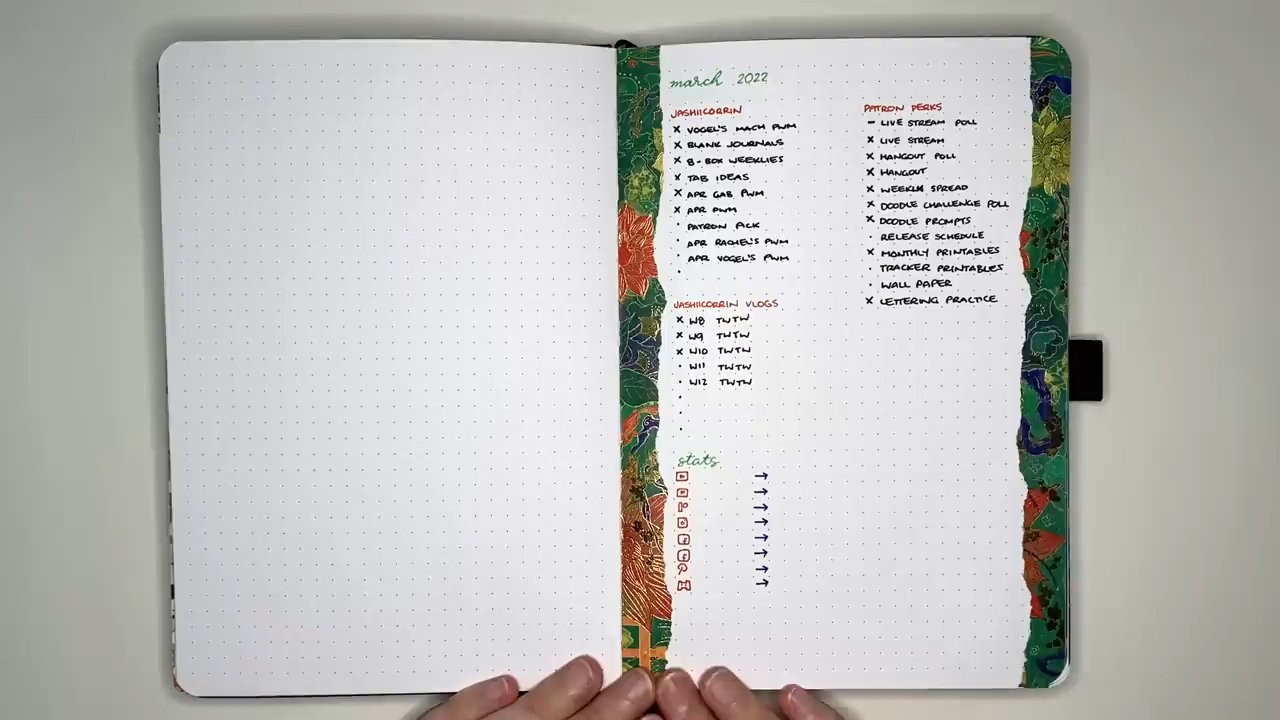 march 2022
JASHIICORRIN
x VOGEL'S MACH PWM
x BLANK JOURNALS
x 8-BOX WEEKLIES
x TAB IDEAS
x APR GAB PWM
x APR PWM
· PATRON PICK
· APR RACHEL'S PWM
· APR VOGEL'S PWM
·
JASHIICORRIN VLOGS
x W8 TWTW
x W9 TWTW
x W10 TWTW
· W11 TWTW
· W12 TWTW
·
·
·
stats
→
→
→
→
→
→
→
→
PATRON PERKS
– LIVE STREAM POLL
x LIVE STREAM
x HANGOUT POLL
x HANGOUT
x WEEKLY SPREAD
x DOODLE CHALLENGE POLL
x DOODLE PROMPTS
RELEASE SCHEDULE
x MONTHLY PRINTABLES
· TRACKER PRINTABLES
· WALL PAPER
x LETTERING PRACTICE